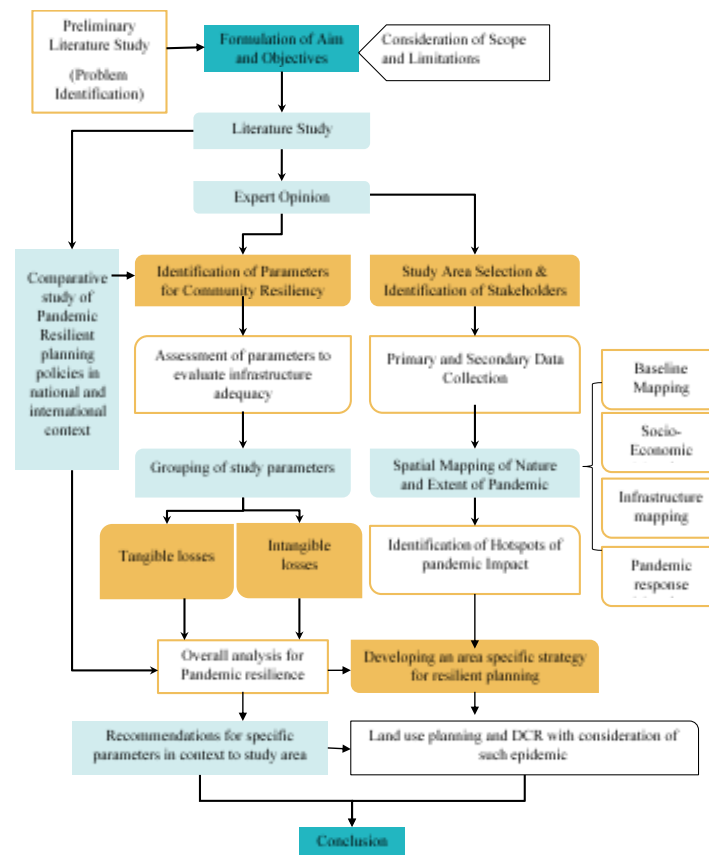 Preliminary
Literature Study
(Problem
Identification)
Formulation of Aim
and Objectives
Consideration of Scope
and Limitations
Literature Study
Expert Opinion
Comparative
study of
Pandemic
Resilient
planning
policies in
national and
international
context
Identification of Parameters
for Community Resiliency
Study Area Selection &
Identification of Stakeholders
Assessment of parameters to
evaluate infrastructure
adequacy
Primary and Secondary Data
Collection
Baseline
Mapping
Socio-
Economic
Infrastructure
mapping
Pandemic
response
Grouping of study parameters
Spatial Mapping of Nature
and Extent of Pandemic
Tangible losses
Intangible
losses
Identification of Hotspots of
pandemic Impact
Overall analysis for
Pandemic resilience
Developing an area specific strategy
for resilient planning
Recommendations for specific
parameters in context to study area
Land use planning and DCR with consideration of
such epidemic
Conclusion